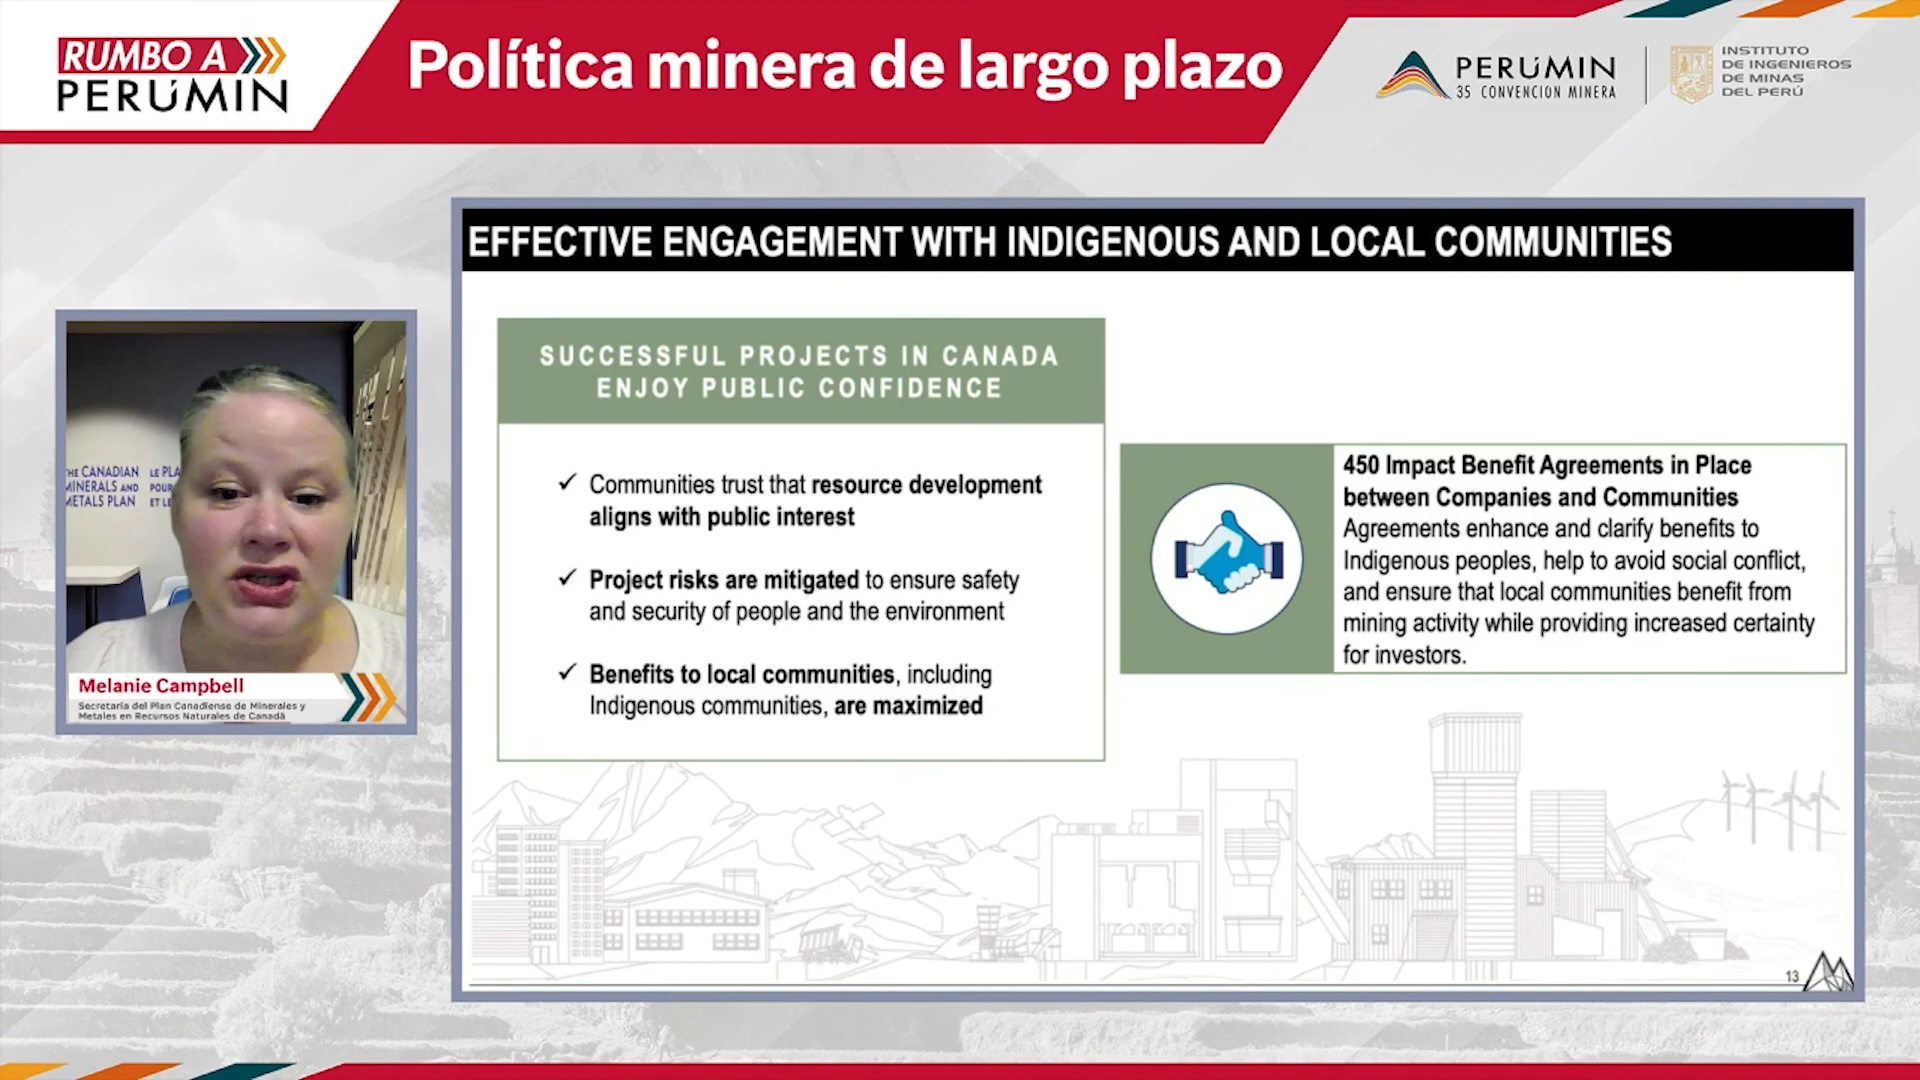 RUMBO A
PERÚMIN
Política minera de largo plazo
PERÚMIN
35 CONVENCIÓN MINERA
INSTITUTO
DE INGENIEROS
DE MINAS
DEL PERÚ
EFFECTIVE ENGAGEMENT WITH INDIGENOUS AND LOCAL COMMUNITIES
SUCCESSFUL PROJECTS IN CANADA
ENJOY PUBLIC CONFIDENCE
✓ Communities trust that resource development
aligns with public interest
✓ Project risks are mitigated to ensure safety
and security of people and the environment
✓ Benefits to local communities, including
Indigenous communities, are maximized
450 Impact Benefit Agreements in Place
between Companies and Communities
Agreements enhance and clarify benefits to
Indigenous peoples, help to avoid social conflict,
and ensure that local communities benefit from
mining activity while providing increased certainty
for investors.
13
THE CANADIAN
MINERALS AND
METALS PLAN
LE PLA
POUR
ET LE
Melanie Campbell
Secretaria del Plan Canadiense de Minerales y
Metales en Recursos Naturales de Canadá